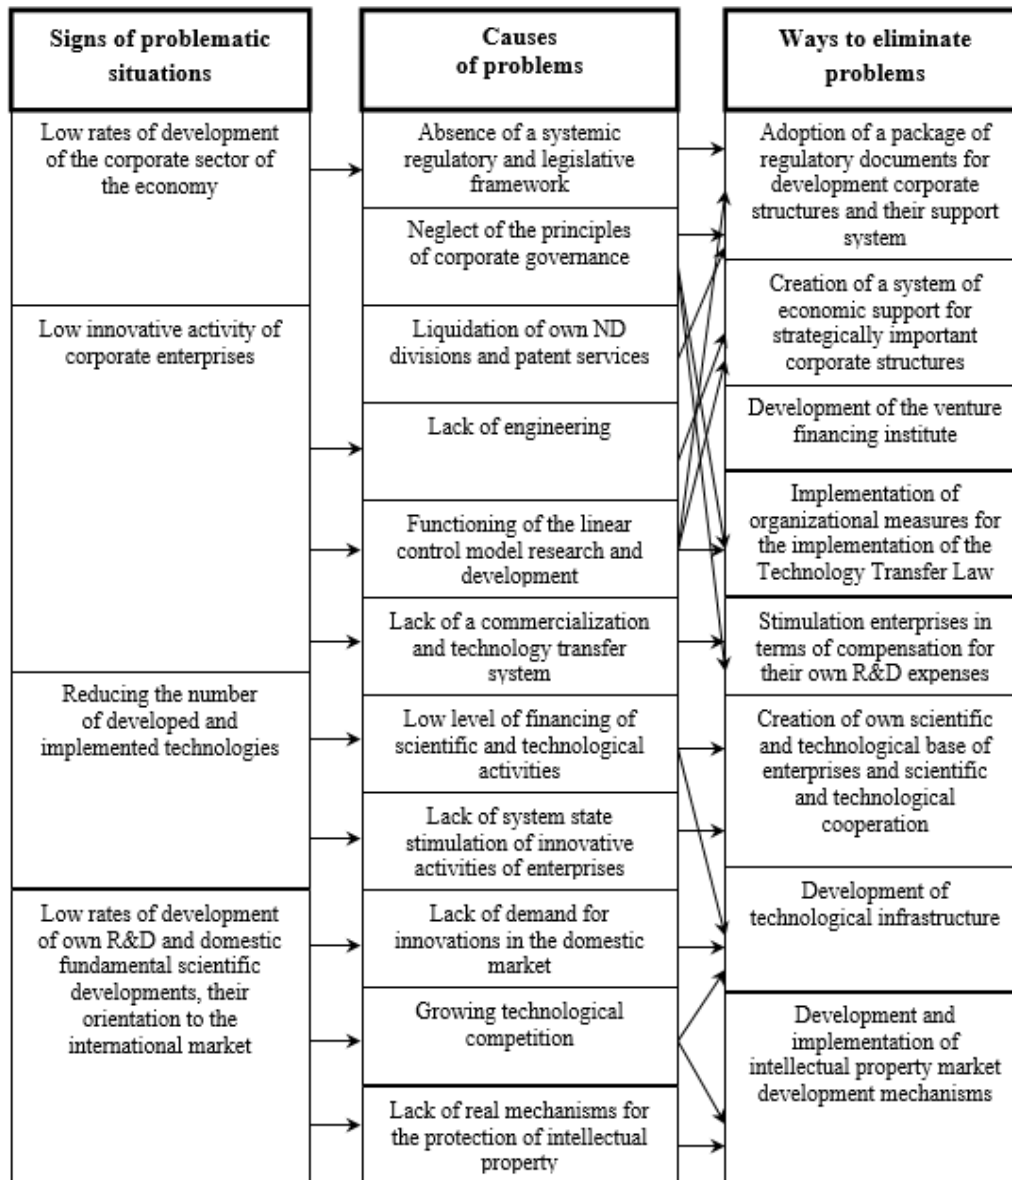 Signs of problematic
situations
Low rates of development
of the corporate sector of
the economy
Low innovative activity of
corporate enterprises
Reducing the number
of developed and
implemented technologies
Low rates of development
of own R&D and domestic
fundamental scientific
developments, their
orientation to the
international market
Causes
of problems
Absence of a systemic
regulatory and legislative
framework
Neglect of the principles
of corporate governance
Liquidation of own ND
divisions and patent services
Lack of engineering
Functioning of the linear
control model research and
development
Lack of a commercialization
and technology transfer
system
Low level of financing of
scientific and technological
activities
Lack of system state
stimulation of innovative
activities of enterprises
Lack of demand for
innovations in the domestic
market
Growing technological
competition
Lack of real mechanisms for
the protection of intellectual
property
Ways to eliminate
problems
Adoption of a package of
regulatory documents for
development corporate
structures and their support
system
Creation of a system of
economic support for
strategically important
corporate structures
Development of the venture
financing institute
Implementation of
organizational measures for
the implementation of the
Technology Transfer Law
Stimulation enterprises in
terms of compensation for
their own R&D expenses
Creation of own scientific
and technological base of
enterprises and scientific
and technological
cooperation
Development of
technological infrastructure
Development and
implementation of
intellectual property market
development mechanisms